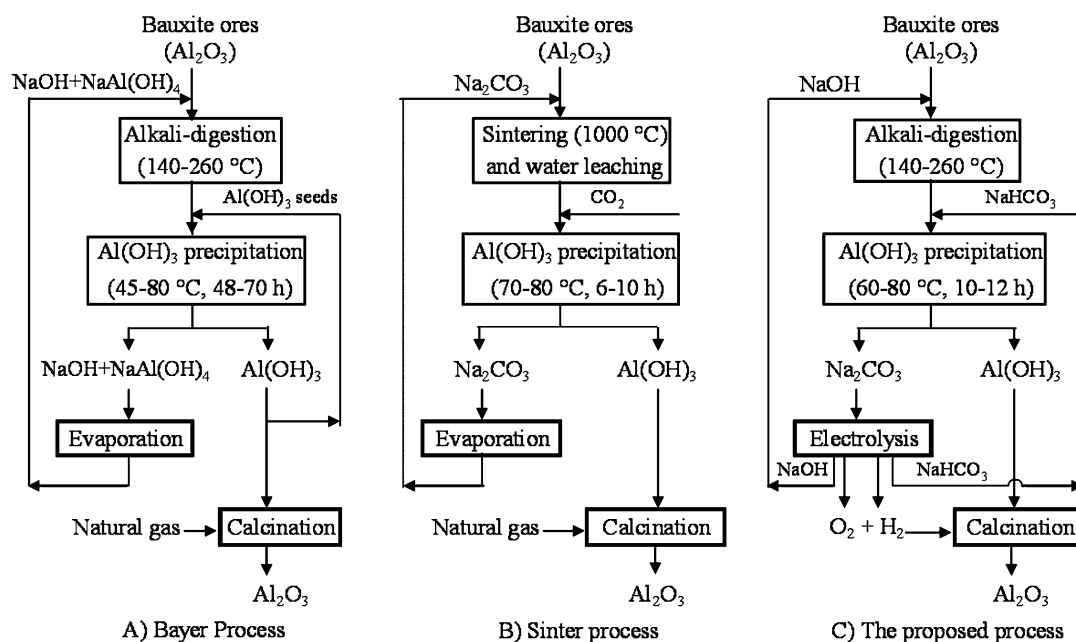 Bauxite ores
(Al₂O₃)
NaOH+NaAl(OH)₄
Alkali-digestion
(140-260 °C)
Al(OH)₃ seeds
Al(OH)₃ precipitation
(45-80 °C, 48-70 h)
NaOH+NaAl(OH)₄
Al(OH)₃
Evaporation
Natural gas
Calcination
Al₂O₃
A) Bayer Process
Bauxite ores
(Al₂O₃)
Na₂CO₃
Sintering (1000 °C)
and water leaching
CO₂
Al(OH)₃ precipitation
(70-80 °C, 6-10 h)
Na₂CO₃
Al(OH)₃
Evaporation
Natural gas
Calcination
Al₂O₃
B) Sinter process
Bauxite ores
(Al₂O₃)
NaOH
Alkali-digestion
(140-260 °C)
NaHCO₃
Al(OH)₃ precipitation
(60-80 °C, 10-12 h)
Na₂CO₃
Al(OH)₃
Electrolysis
NaOH
NaHCO₃
O₂ + H₂
Calcination
Al₂O₃
C) The proposed process